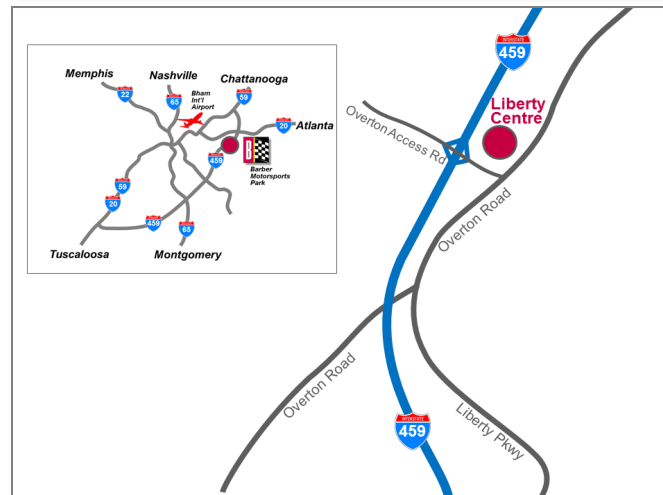 Memphis
Nashville
Chattanooga
Bham
Int'l
Airport
22
65
59
20
Atlanta
459
Barber
Motorsports
Park
59
20
459
65
Tuscaloosa
Montgomery
INTERSTATE
459
Liberty
Centre
Overton Access Rd
Overton Road
Overton Road
Liberty Pkwy
INTERSTATE
459